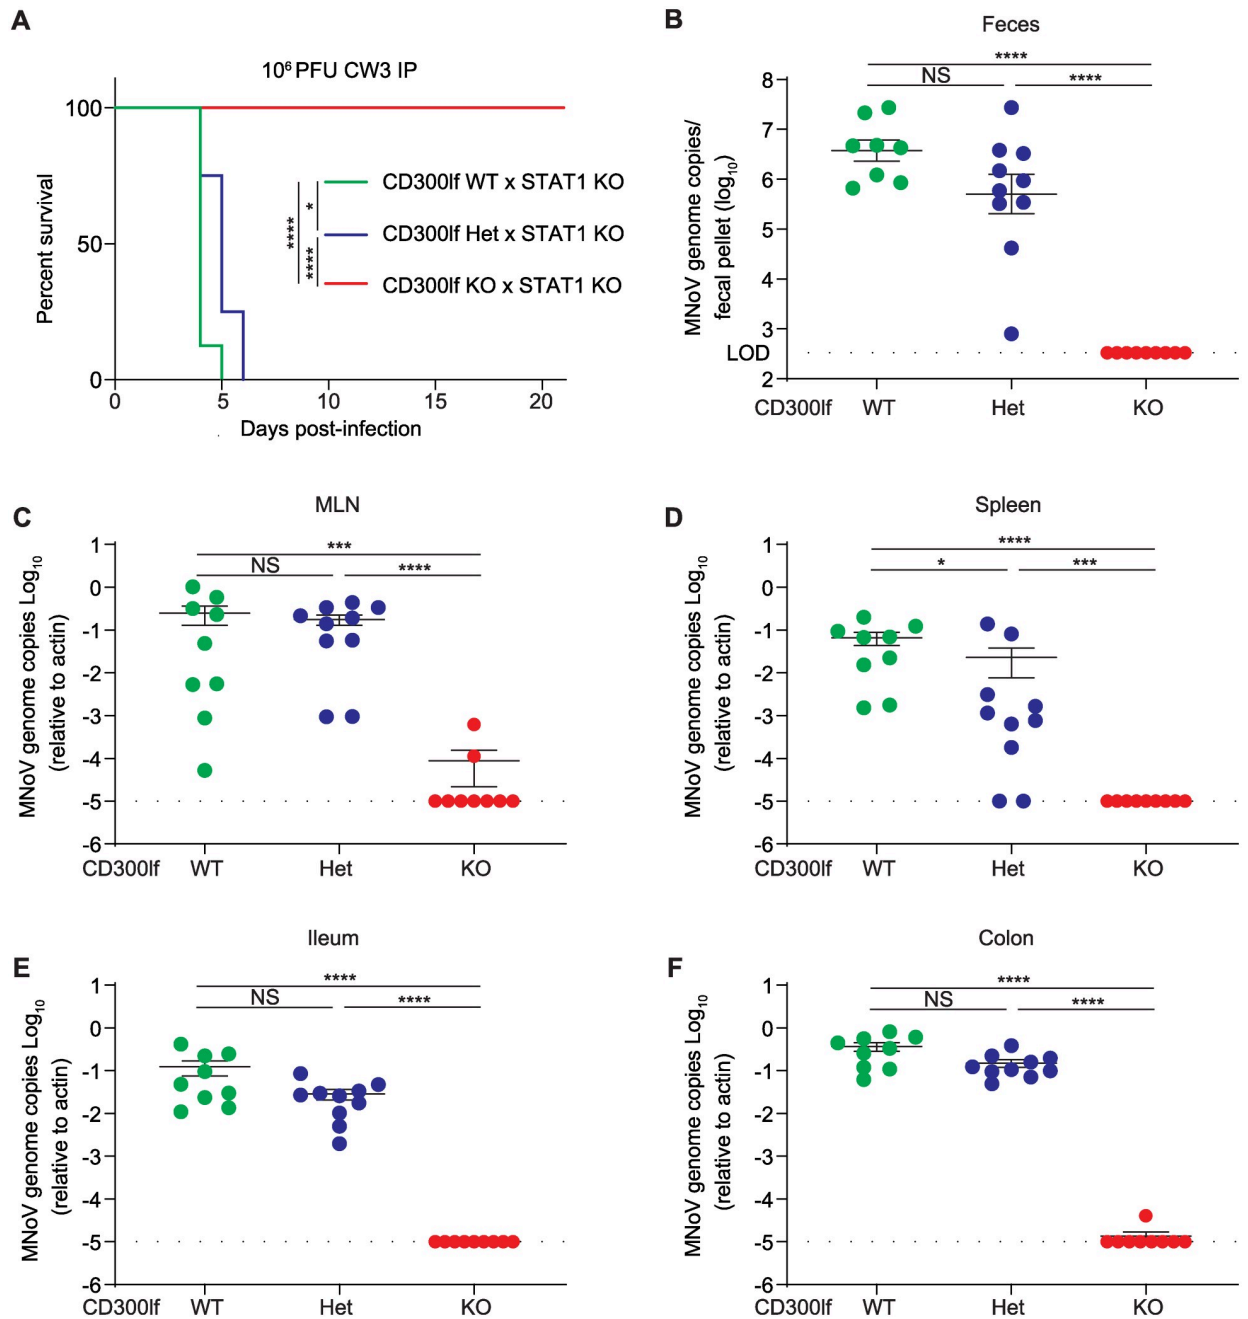 A
10⁶ PFU CW3 IP
Percent survival
100
50
0
0 5 10 15 20
Days post-infection
CD300lf WT x STAT1 KO
CD300lf Het x STAT1 KO
CD300lf KO x STAT1 KO
****
*
****
B
Feces
****
NS ****
MNoV genome copies/
fecal pellet (log₁₀)
8
7
6
5
4
3
LOD
2
CD300lf WT Het KO
C
MLN
***
NS ****
MNoV genome copies Log₁₀
(relative to actin)
1
0
-1
-2
-3
-4
-5
-6
CD300lf WT Het KO
D
Spleen
****
* ***
MNoV genome copies Log₁₀
(relative to actin)
1
0
-1
-2
-3
-4
-5
-6
CD300lf WT Het KO
E
Ileum
****
NS ****
MNoV genome copies Log₁₀
(relative to actin)
1
0
-1
-2
-3
-4
-5
-6
CD300lf WT Het KO
F
Colon
****
NS ****
MNoV genome copies Log₁₀
(relative to actin)
1
0
-1
-2
-3
-4
-5
-6
CD300lf WT Het KO